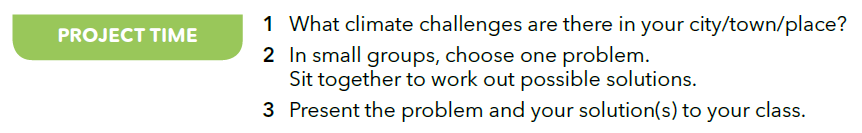 PROJECT TIME
1 What climate challenges are there in your city/town/place?
2 In small groups, choose one problem.
Sit together to work out possible solutions.
3 Present the problem and your solution(s) to your class.